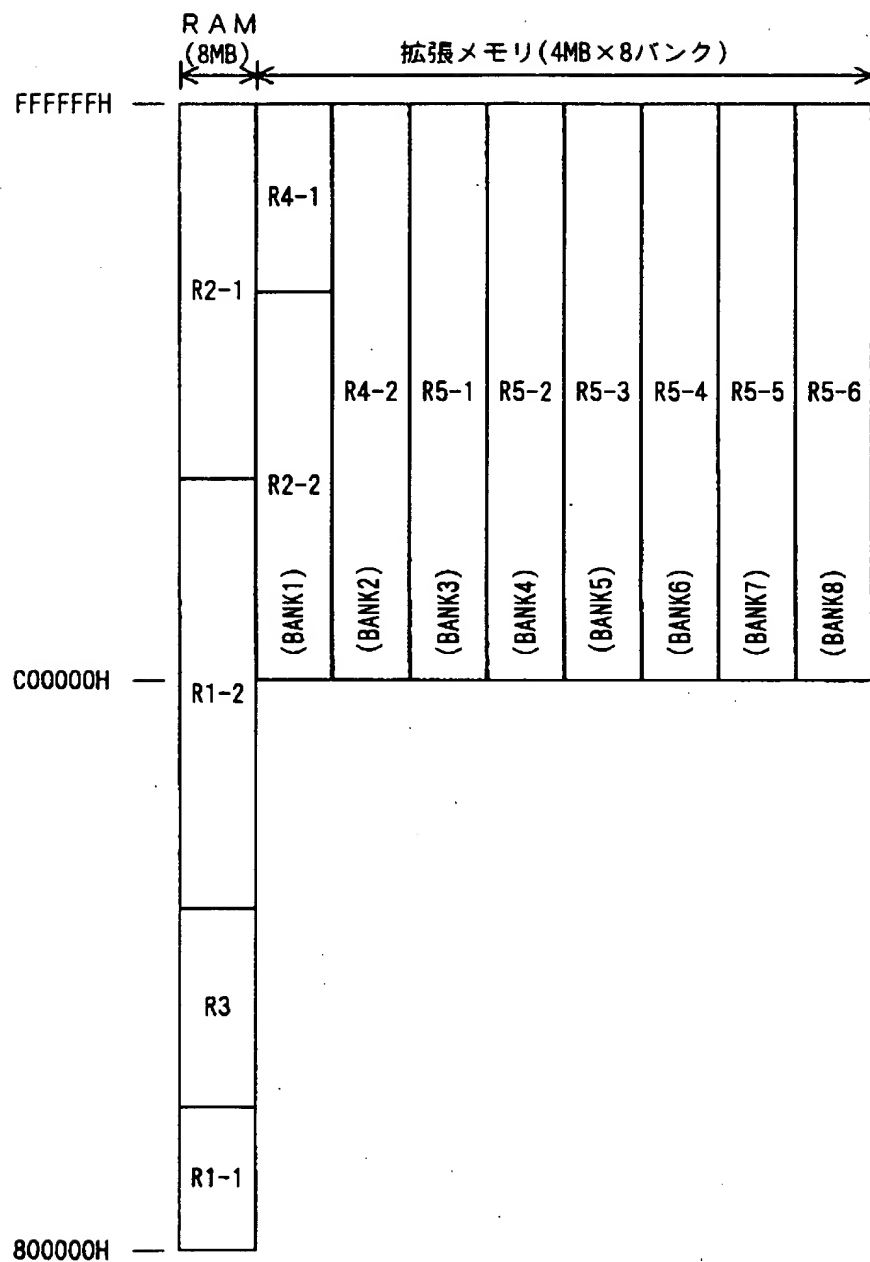 RAM
(8MB)
拡張メモリ(4MB×8バンク)
FFFFFFH
R4-1
R2-1
R4-2
R5-1
R5-2
R5-3
R5-4
R5-5
R5-6
R2-2
(BANK1)
(BANK2)
(BANK3)
(BANK4)
(BANK5)
(BANK6)
(BANK7)
(BANK8)
C00000H
R1-2
R3
R1-1
800000H